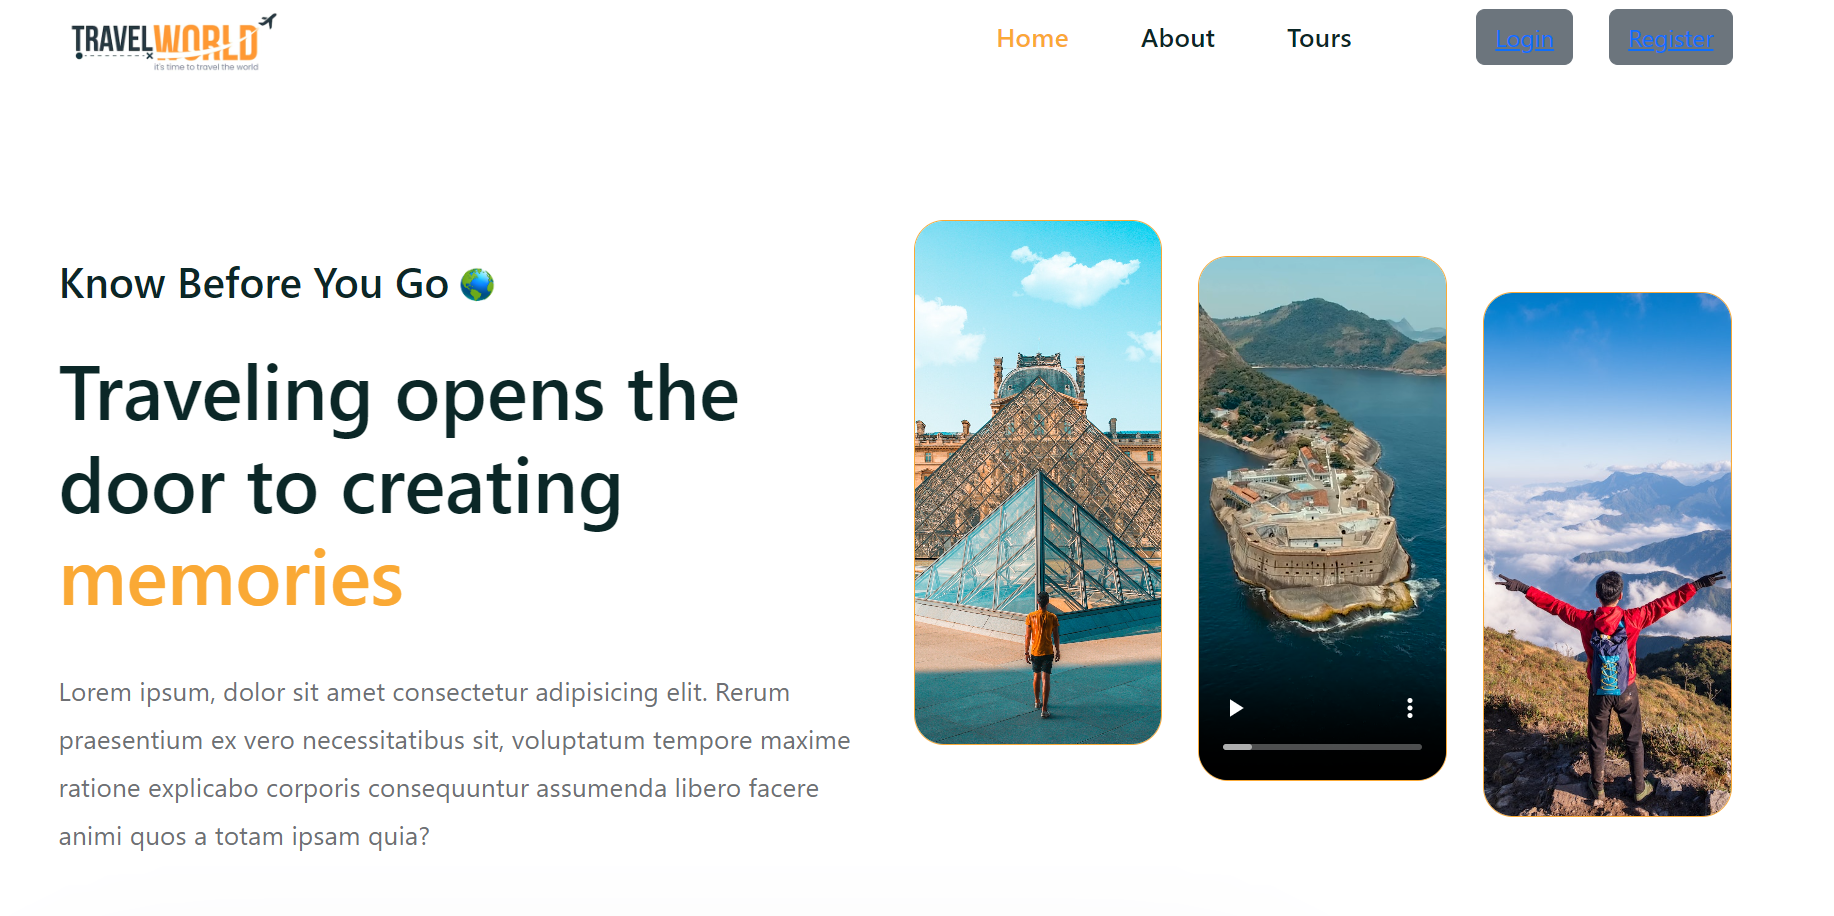 TRAVELWORLD
it's time to travel the world
Home
About
Tours
Login
Register
Know Before You Go
Traveling opens the
door to creating
memories
Lorem ipsum, dolor sit amet consectetur adipisicing elit. Rerum
praesentium ex vero necessitatibus sit, voluptatum tempore maxime
ratione explicabo corporis consequuntur assumenda libero facere
animi quos a totam ipsam quia?